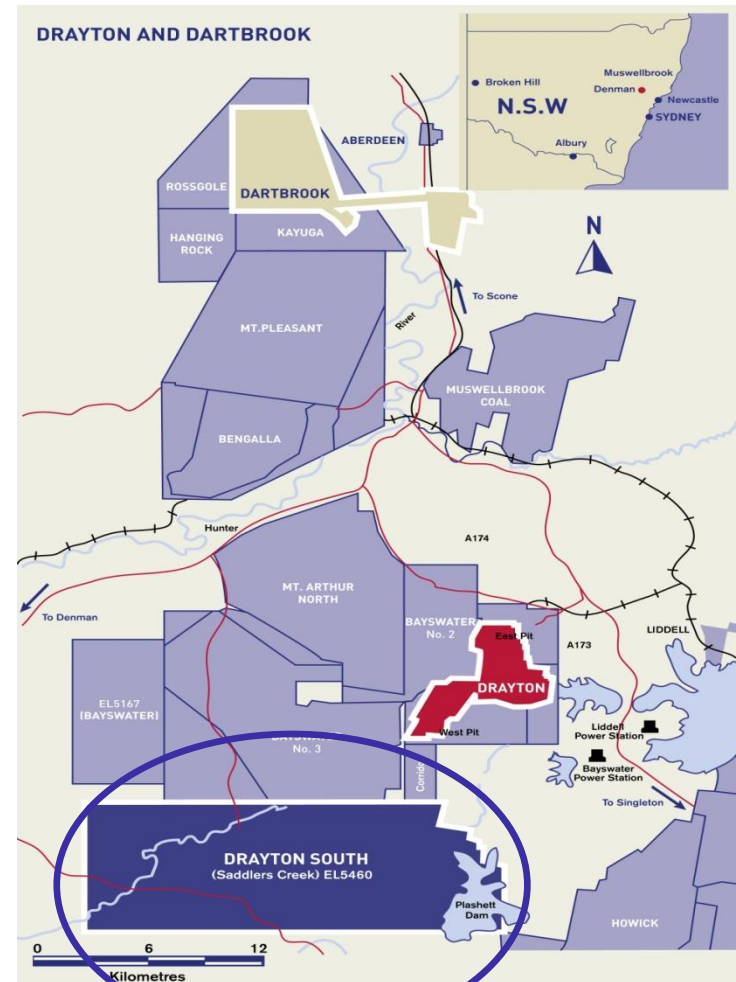 DRAYTON AND DARTBROOK
Muswellbrook
Broken Hill
Denman
N.S.W
Newcastle
SYDNEY
Albury
ABERDEEN
ROSSGOLE
DARTBROOK
HANGING
ROCK
KAYUGA
N
To Scone
River
MT.PLEASANT
MUSWELLBROOK
COAL
BENGALLA
Hunter
A174
MT. ARTHUR
NORTH
To Denman
BAYSWATER
No. 2
East Pit
A173
LIDDELL
DRAYTON
EL5167
[BAYSWATER]
West Pit
BAYSWATER
No. 3
Liddell
Power Station
Corridor
Bayswater
Power Station
To Singleton
DRAYTON SOUTH
(Saddlers Creek) EL5460
Plashett
Dam
HOWICK
0 6 12
Kilometres